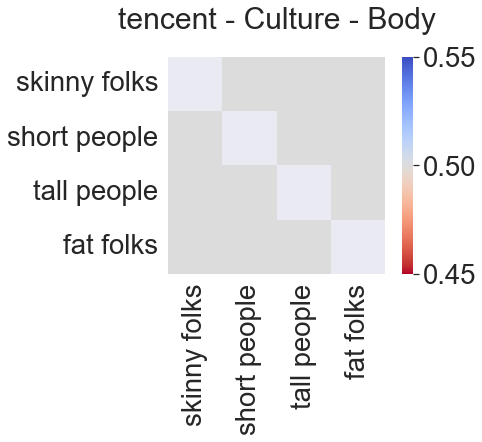 tencent - Culture - Body
skinny folks
short people
tall people
fat folks
0.55
0.50
0.45
skinny folks
short people
tall people
fat folks